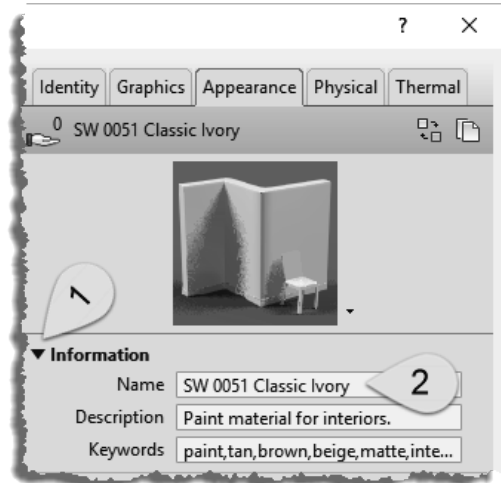 ?
Identity Graphics Appearance Physical Thermal
0 SW 0051 Classic Ivory
1
Information
Name SW 0051 Classic Ivory 2
Description Paint material for interiors.
Keywords paint,tan,brown,beige,matte,inte...